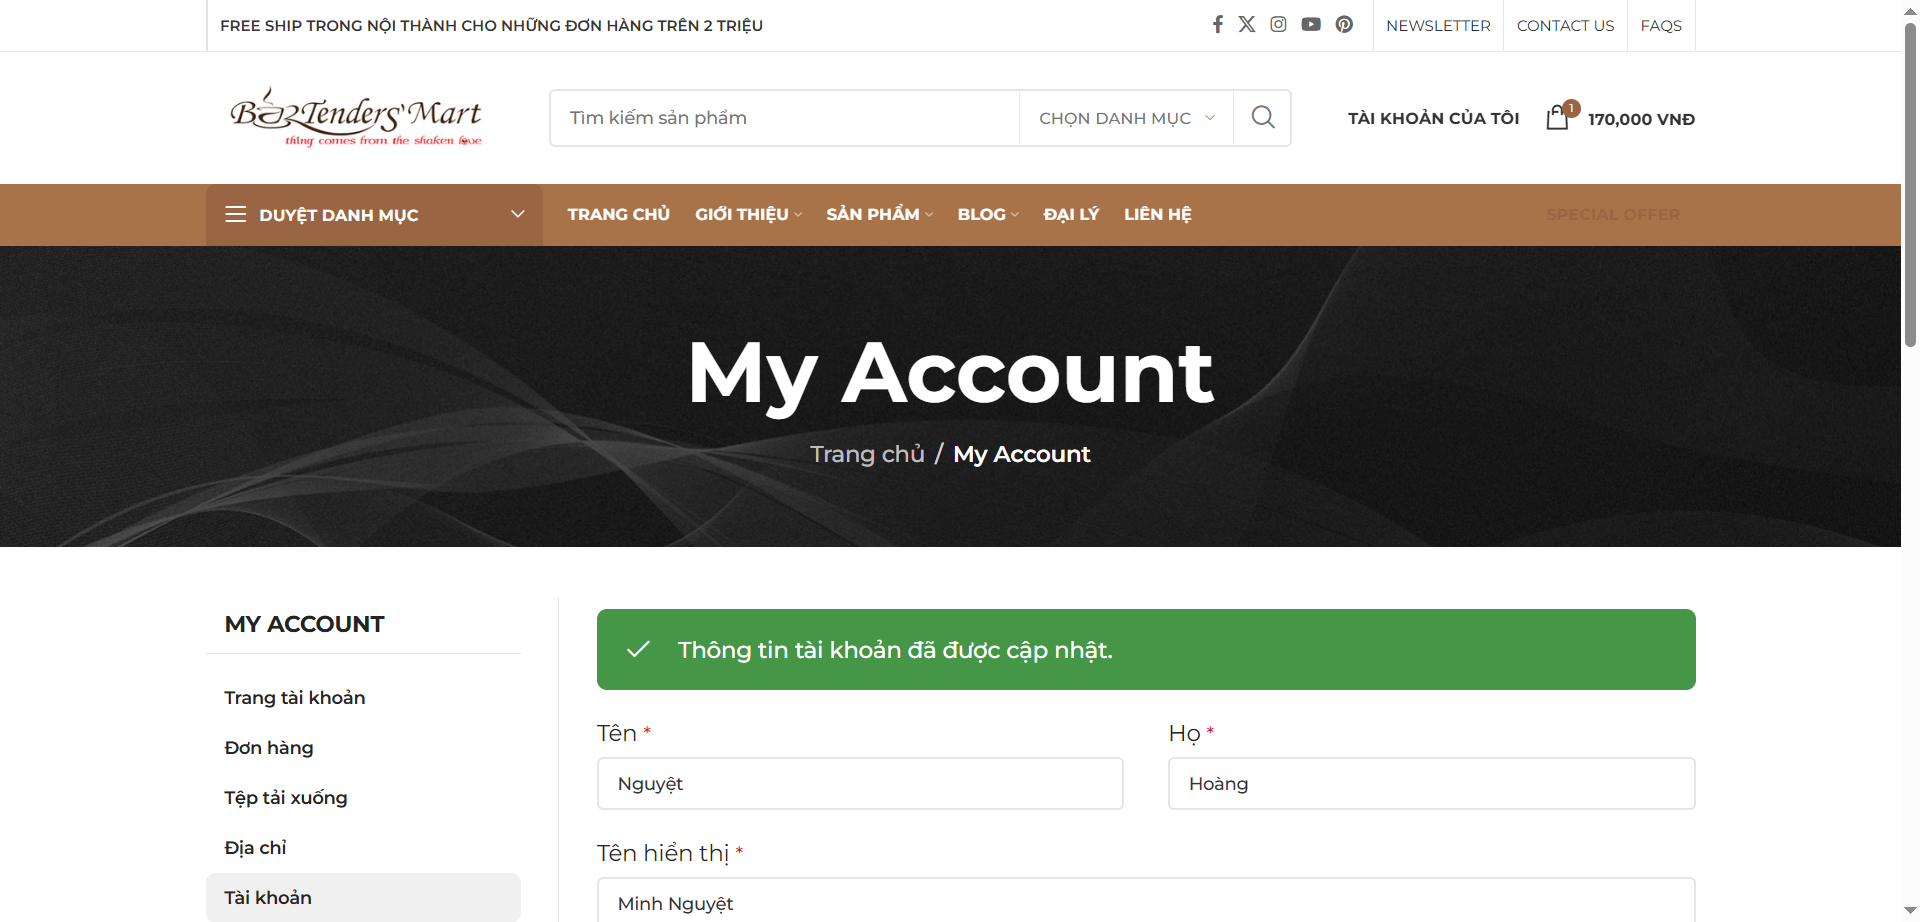 FREE SHIP TRONG NỘI THÀNH CHO NHỮNG ĐƠN HÀNG TRÊN 2 TRIỆU
NEWSLETTER
CONTACT US
FAQS
BarTenders'Mart
thing comes from the shaken love
Tìm kiếm sản phẩm
CHỌN DANH MỤC
TÀI KHOẢN CỦA TÔI
1
170,000 VNĐ
DUYỆT DANH MỤC
TRANG CHỦ
GIỚI THIỆU
SẢN PHẨM
BLOG
ĐẠI LÝ
LIÊN HỆ
SPECIAL OFFER
My Account
Trang chủ / My Account
MY ACCOUNT
Trang tài khoản
Đơn hàng
Tệp tải xuống
Địa chỉ
Tài khoản
Thông tin tài khoản đã được cập nhật.
Tên *
Họ *
Nguyệt
Hoàng
Tên hiển thị *
Minh Nguyệt